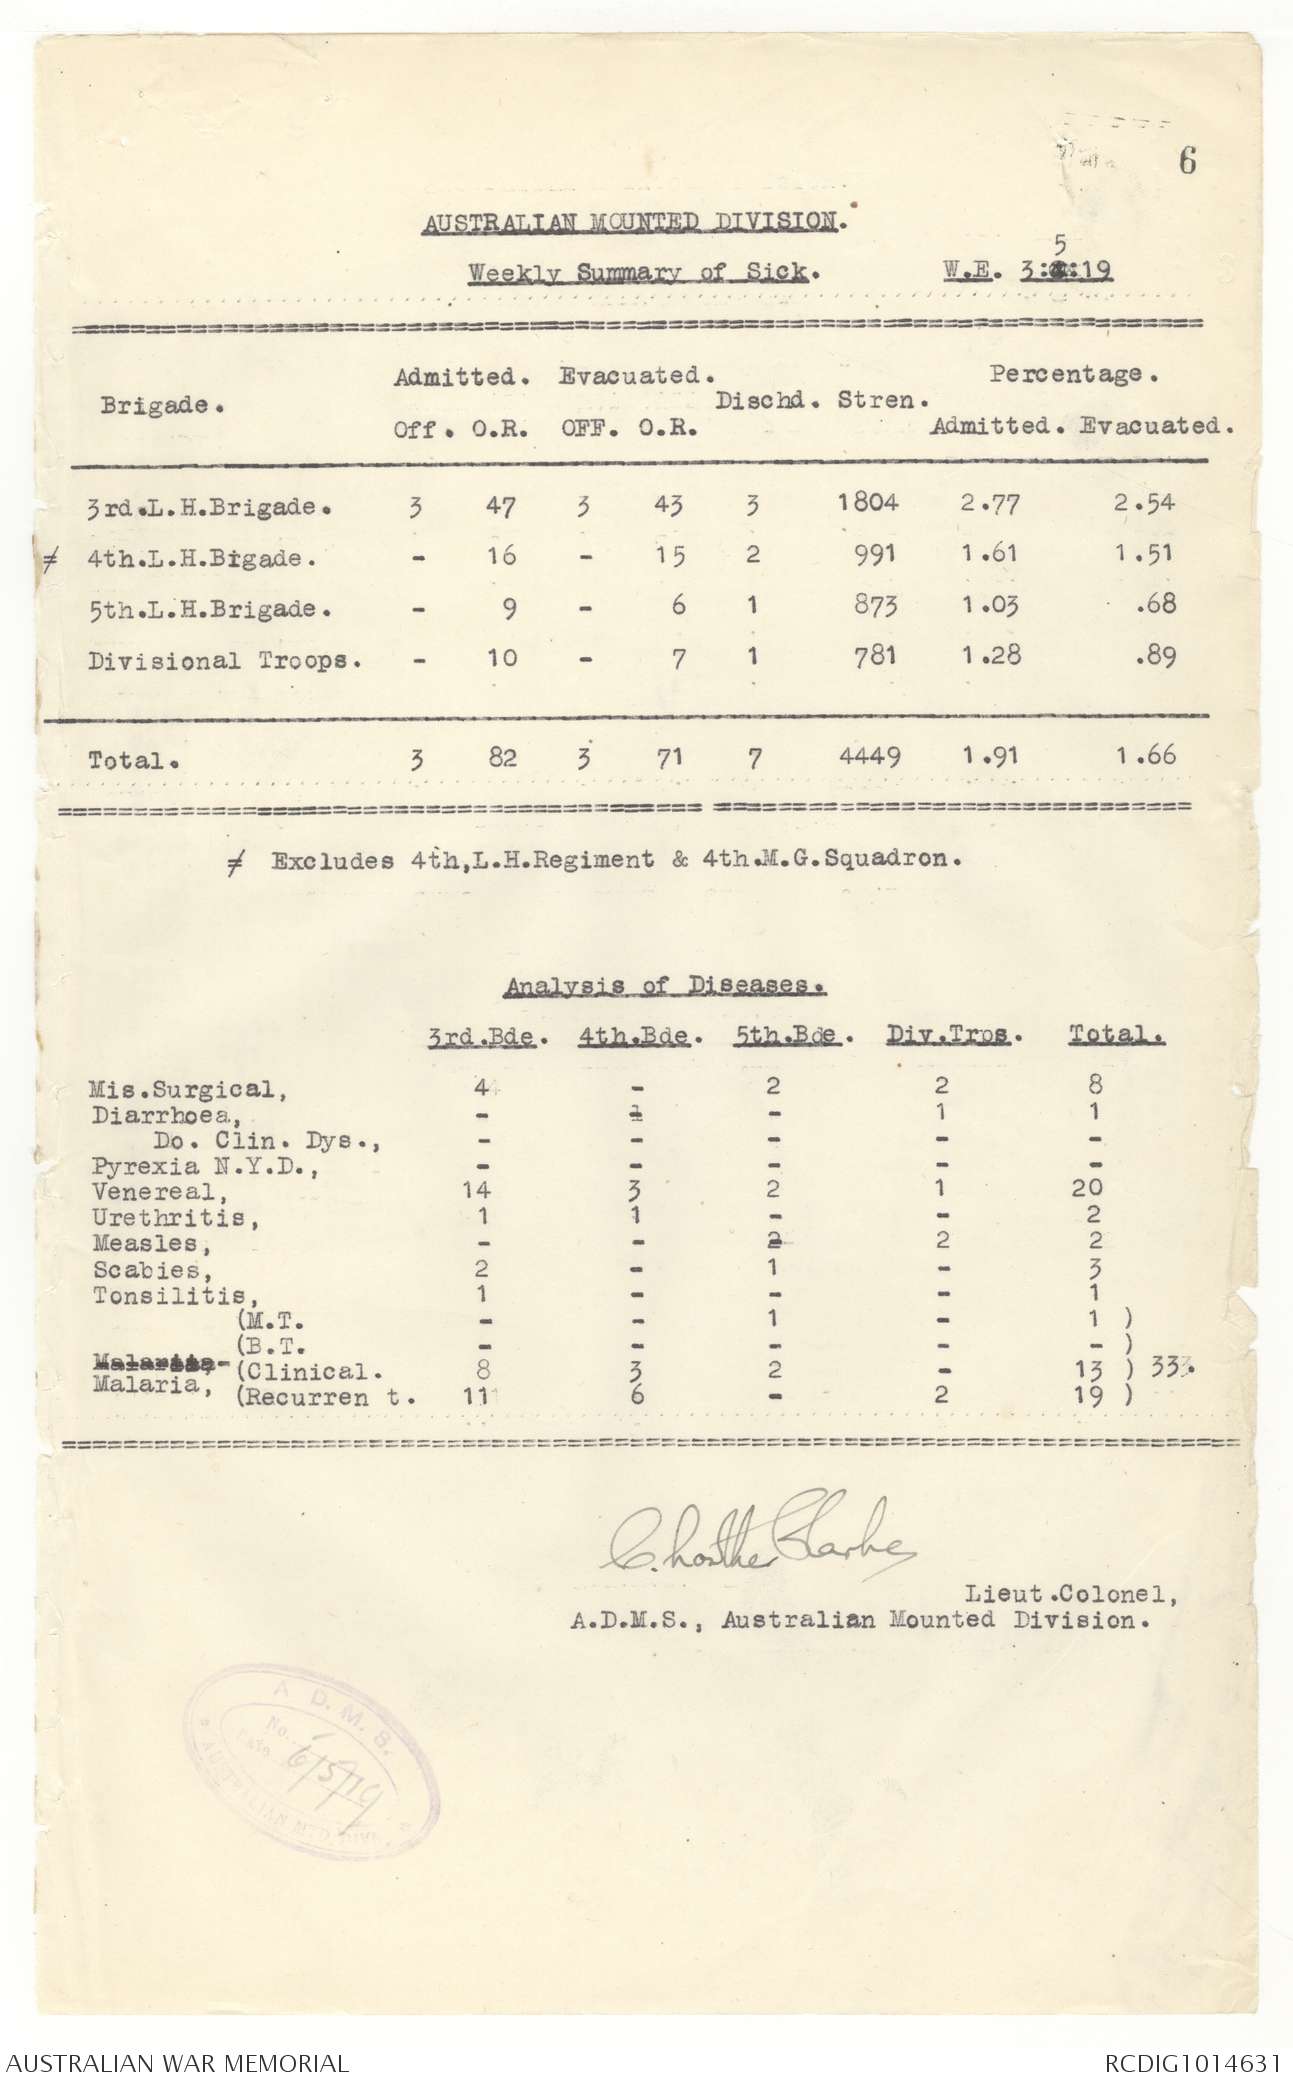 6
AUSTRALIAN MOUNTED DIVISION.
5
Weekly Summary of Sick. W.E. 3: :19
Admitted. Evacuated. Percentage.
Brigade. Dischd. Stren.
Off. O.R. OFF. O.R. Admitted. Evacuated.
3rd.L.H.Brigade. 3 47 3 43 3 1804 2.77 2.54
≠ 4th.L.H.Brigade. - 16 - 15 2 991 1.61 1.51
5th.L.H.Brigade. - 9 - 6 1 873 1.03 .68
Divisional Troops. - 10 - 7 1 781 1.28 .89
Total. 3 82 3 71 7 4449 1.91 1.66
≠ Excludes 4th,L.H.Regiment & 4th.M.G.Squadron.
Analysis of Diseases.
3rd.Bde. 4th.Bde. 5th.Bde. Div.Trps. Total.
Mis.Surgical, 4 - 2 2 8
Diarrhoea, - - - 1 1
Do. Clin. Dys., - - - - -
Pyrexia N.Y.D., - - - - -
Venereal, 14 3 2 1 20
Urethritis, 1 1 - - 2
Measles, - - - 2 2
Scabies, 2 - 1 - 3
Tonsilitis, 1 - - - 1
(M.T. - - 1 - 1 )
(B.T. - - - - - )
(Clinical. 8 3 2 - 13 ) 33.
Malaria, (Recurren t. 11 6 - 2 19 )
Lieut.Colonel,
A.D.M.S., Australian Mounted Division.
A.D.M.S.
No.
Date 6/5/19
AUSTRALIAN MTD. DIV.
AUSTRALIAN WAR MEMORIAL RCDIG1014631